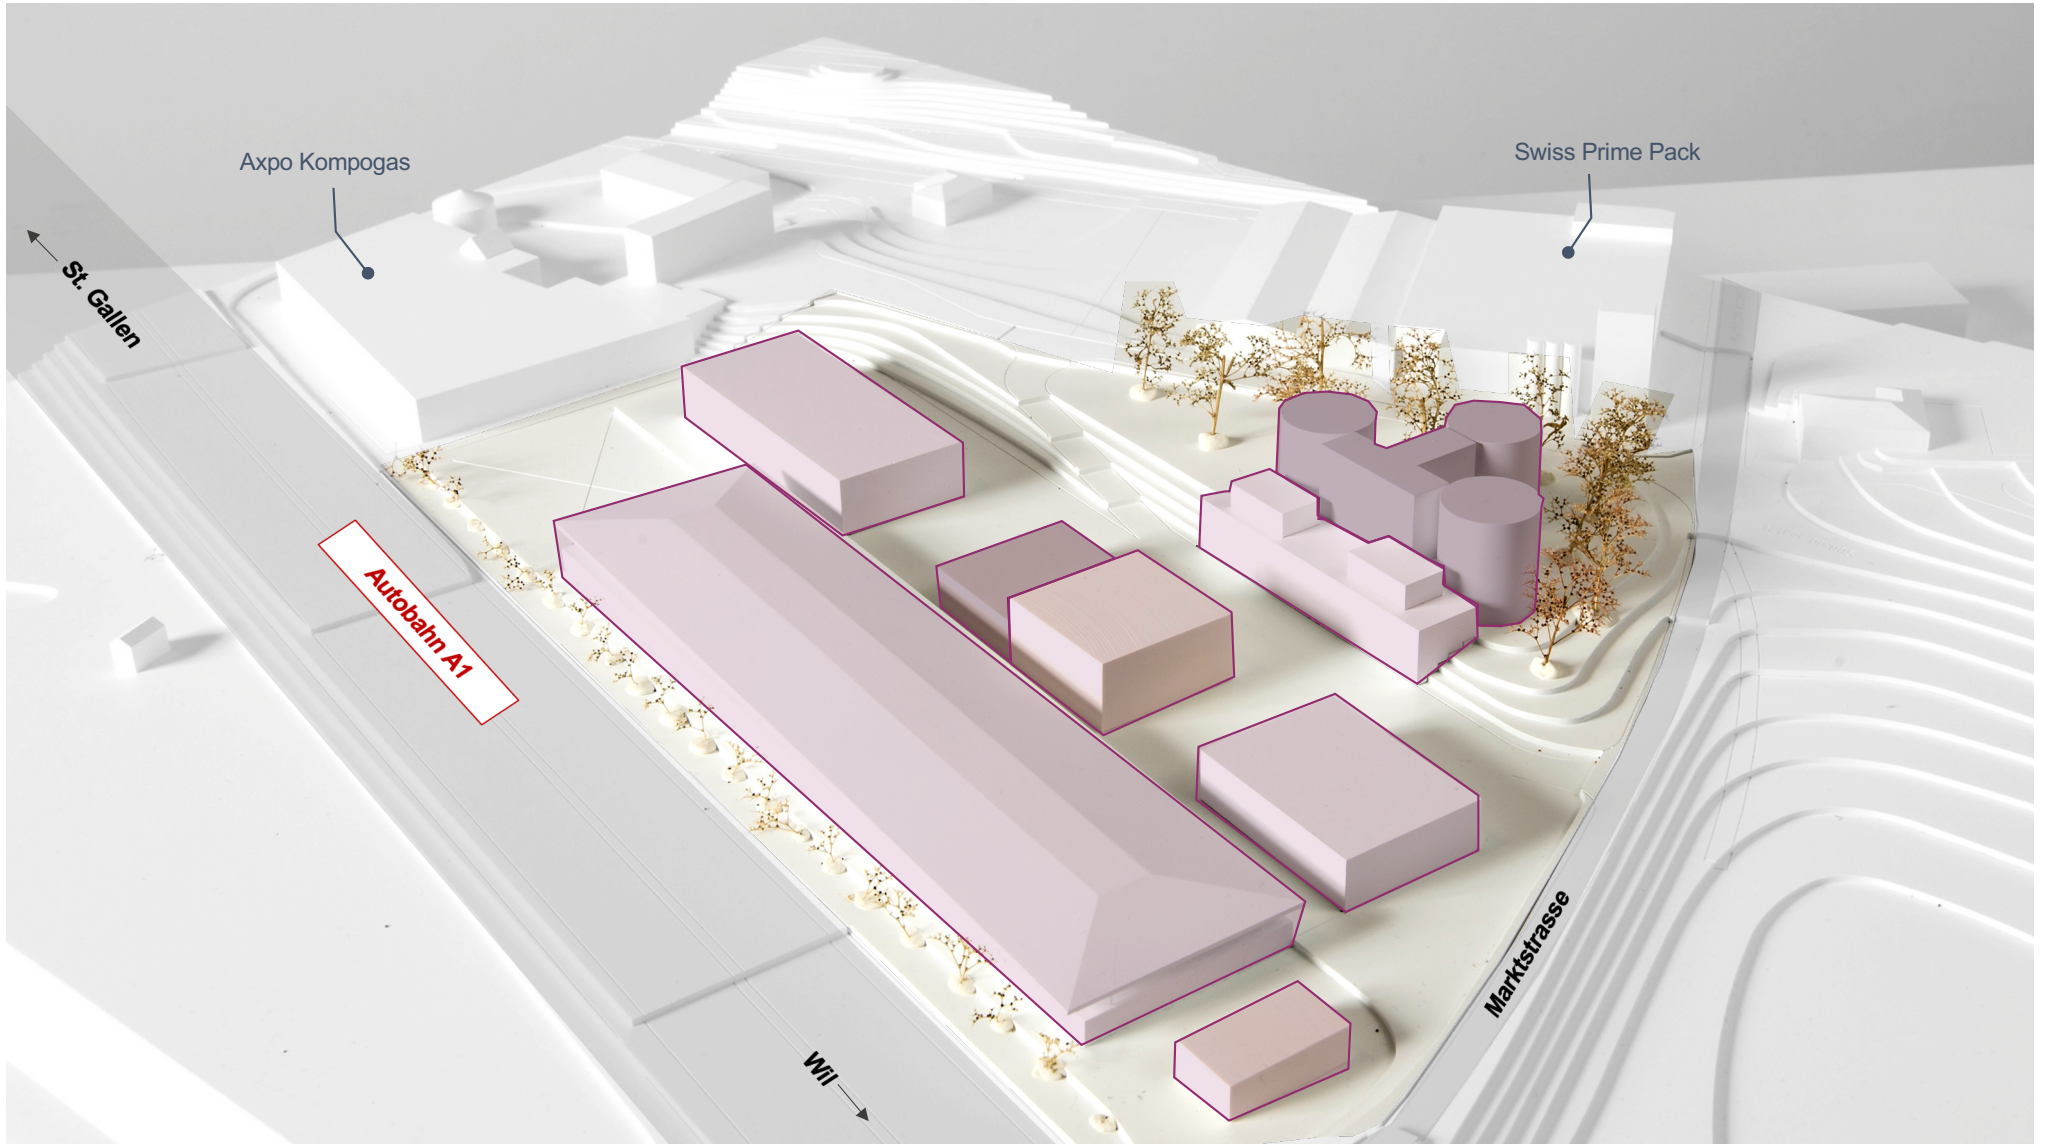 Axpo Kompogas
Swiss Prime Pack
St. Gallen
Autobahn A1
Marktstrasse
Wil